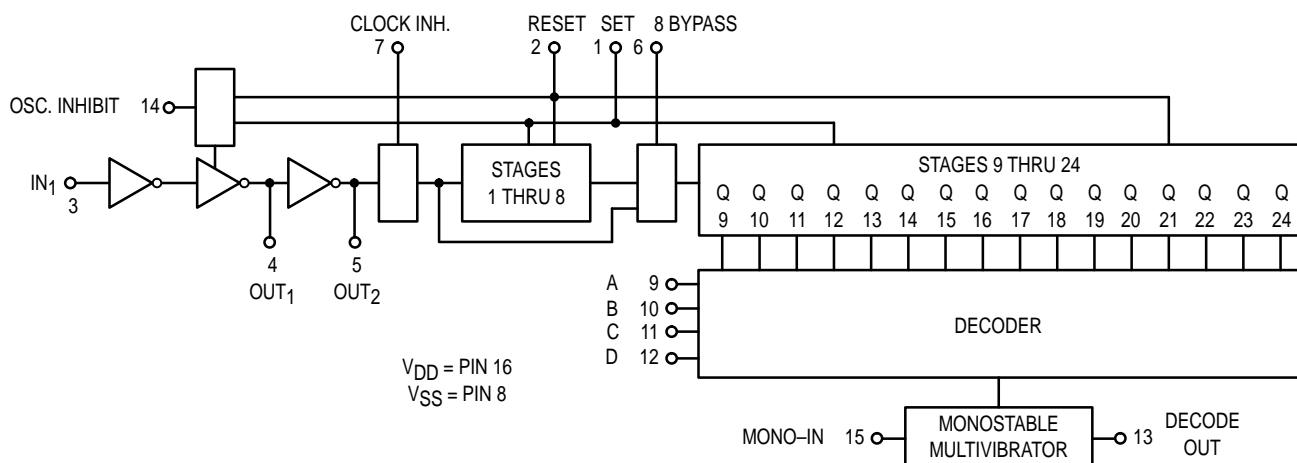 CLOCK INH. RESET SET 8 BYPASS
7 2 1 6
OSC. INHIBIT 14
STAGES 9 THRU 24
STAGES
1 THRU 8
IN1
3
Q Q Q Q Q Q Q Q Q Q Q Q Q Q Q Q
9 10 11 12 13 14 15 16 17 18 19 20 21 22 23 24
4 5
OUT1 OUT2
A 9
B 10
C 11
D 12
DECODER
VDD = PIN 16
VSS = PIN 8
MONO–IN 15
MONOSTABLE
MULTIVIBRATOR
13 DECODE
OUT